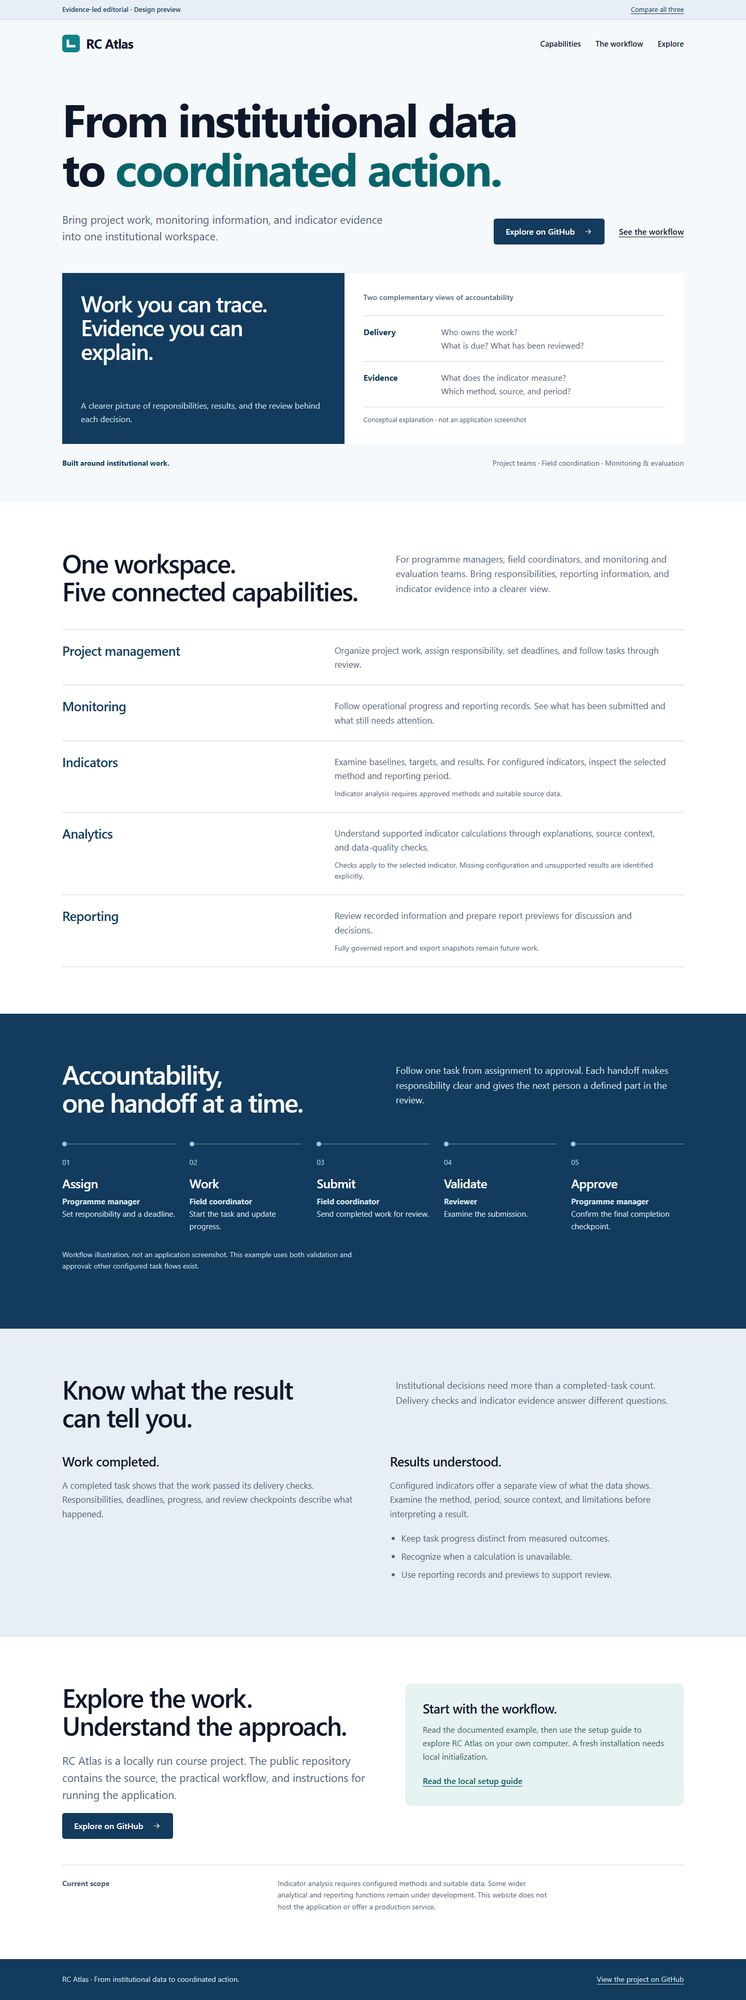 Evidence-led editorial · Design preview
Compare all three
RC Atlas
Capabilities
The workflow
Explore
From institutional data
to coordinated action.
Bring project work, monitoring information, and indicator evidence
into one institutional workspace.
Explore on GitHub →
See the workflow
Work you can trace.
Evidence you can
explain.
A clearer picture of responsibilities, results, and the review behind
each decision.
Two complementary views of accountability
Delivery
Who owns the work?
What is due? What has been reviewed?
Evidence
What does the indicator measure?
Which method, source, and period?
Conceptual explanation · not an application screenshot
Built around institutional work.
Project teams · Field coordination · Monitoring & evaluation
One workspace.
Five connected capabilities.
For programme managers, field coordinators, and monitoring and
evaluation teams. Bring responsibilities, reporting information, and
indicator evidence into a clearer view.
Project management
Organize project work, assign responsibility, set deadlines, and follow tasks through
review.
Monitoring
Follow operational progress and reporting records. See what has been submitted and
what still needs attention.
Indicators
Examine baselines, targets, and results. For configured indicators, inspect the selected
method and reporting period.
Indicator analysis requires approved methods and suitable source data.
Analytics
Understand supported indicator calculations through explanations, source context,
and data-quality checks.
Checks apply to the selected indicator. Missing configuration and unsupported results are identified
explicitly.
Reporting
Review recorded information and prepare report previews for discussion and
decisions.
Fully governed report and export snapshots remain future work.
Accountability,
one handoff at a time.
Follow one task from assignment to approval. Each handoff makes
responsibility clear and gives the next person a defined part in the
review.
01
Assign
Programme manager
Set responsibility and a deadline.
02
Work
Field coordinator
Start the task and update
progress.
03
Submit
Field coordinator
Send completed work for review.
04
Validate
Reviewer
Examine the submission.
05
Approve
Programme manager
Confirm the final completion
checkpoint.
Workflow illustration, not an application screenshot. This example uses both validation and
approval; other configured task flows exist.
Know what the result
can tell you.
Institutional decisions need more than a completed-task count.
Delivery checks and indicator evidence answer different questions.
Work completed.
A completed task shows that the work passed its delivery checks.
Responsibilities, deadlines, progress, and review checkpoints describe what
happened.
Results understood.
Configured indicators offer a separate view of what the data shows.
Examine the method, period, source context, and limitations before
interpreting a result.
• Keep task progress distinct from measured outcomes.
• Recognize when a calculation is unavailable.
• Use reporting records and previews to support review.
Explore the work.
Understand the approach.
RC Atlas is a locally run course project. The public repository
contains the source, the practical workflow, and instructions for
running the application.
Explore on GitHub →
Start with the workflow.
Read the documented example, then use the setup guide to
explore RC Atlas on your own computer. A fresh installation needs
local initialization.
Read the local setup guide
Current scope
Indicator analysis requires configured methods and suitable data. Some wider
analytical and reporting functions remain under development. This website does not
host the application or offer a production service.
RC Atlas · From institutional data to coordinated action.
View the project on GitHub